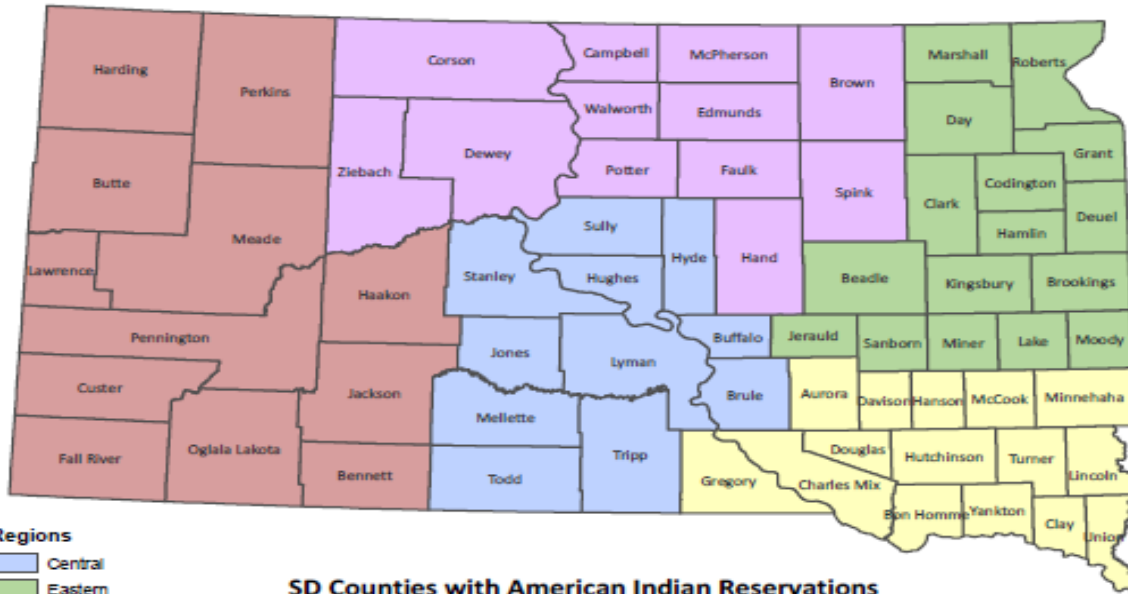 Harding
Perkins
Corson
Campbell
McPherson
Brown
Marshall
Roberts
Walworth
Edmunds
Day
Dewey
Ziebach
Potter
Faulk
Grant
Butte
Spink
Clark
Codington
Deuel
Hamlin
Meade
Sully
Hyde
Hand
Lawrence
Stanley
Hughes
Beadle
Kingsbury
Brookings
Haakon
Pennington
Buffalo
Jerauld
Sanborn
Miner
Lake
Moody
Jones
Lyman
Custer
Jackson
Brule
Aurora
Davison
Hanson
McCook
Minnehaha
Mellette
Oglala Lakota
Fall River
Bennett
Todd
Tripp
Gregory
Douglas
Charles Mix
Hutchinson
Turner
Lincoln
Bon Homme
Yankton
Clay
Union
Regions
Central
Eastern
SD Counties with American Indian Reservations